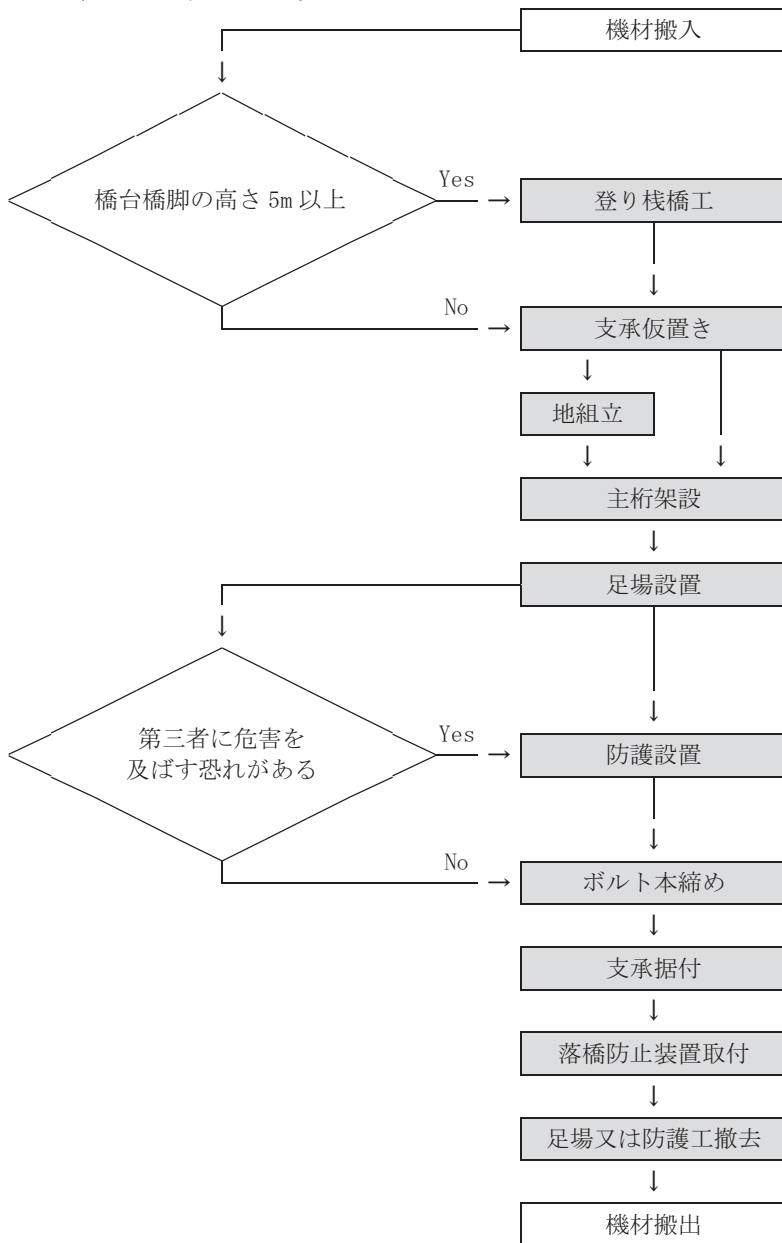 機材搬入
橋台橋脚の高さ 5m 以上
Yes
登り桟橋工
No
支承仮置き
地組立
主桁架設
足場設置
第三者に危害を
及ぼす恐れがある
Yes
防護設置
No
ボルト本締め
支承据付
落橋防止装置取付
足場又は防護工撤去
機材搬出